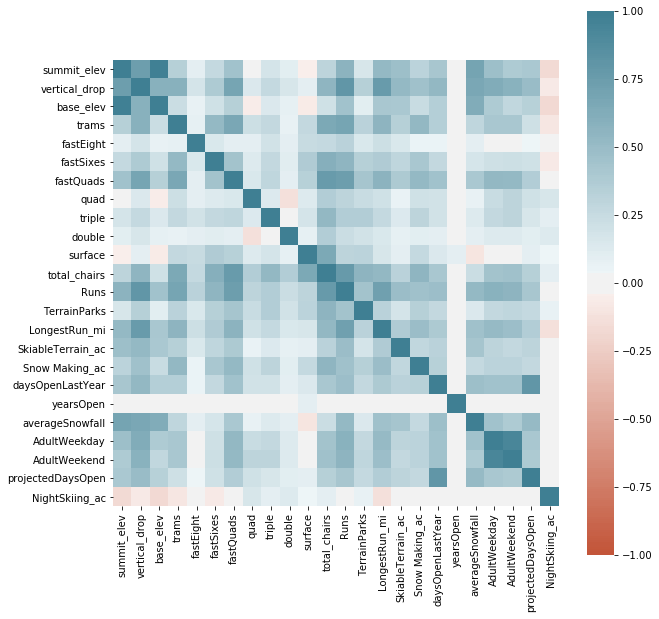 summit_elev
vertical_drop
base_elev
trams
fastEight
fastSixes
fastQuads
quad
triple
double
surface
total_chairs
Runs
TerrainParks
LongestRun_mi
SkiableTerrain_ac
Snow Making_ac
daysOpenLastYear
yearsOpen
averageSnowfall
AdultWeekday
AdultWeekend
projectedDaysOpen
NightSkiing_ac
summit_elev
vertical_drop
base_elev
trams
fastEight
fastSixes
fastQuads
quad
triple
double
surface
total_chairs
Runs
TerrainParks
LongestRun_mi
SkiableTerrain_ac
Snow Making_ac
daysOpenLastYear
yearsOpen
averageSnowfall
AdultWeekday
AdultWeekend
projectedDaysOpen
NightSkiing_ac
1.00
0.75
0.50
0.25
0.00
−0.25
−0.50
−0.75
−1.00